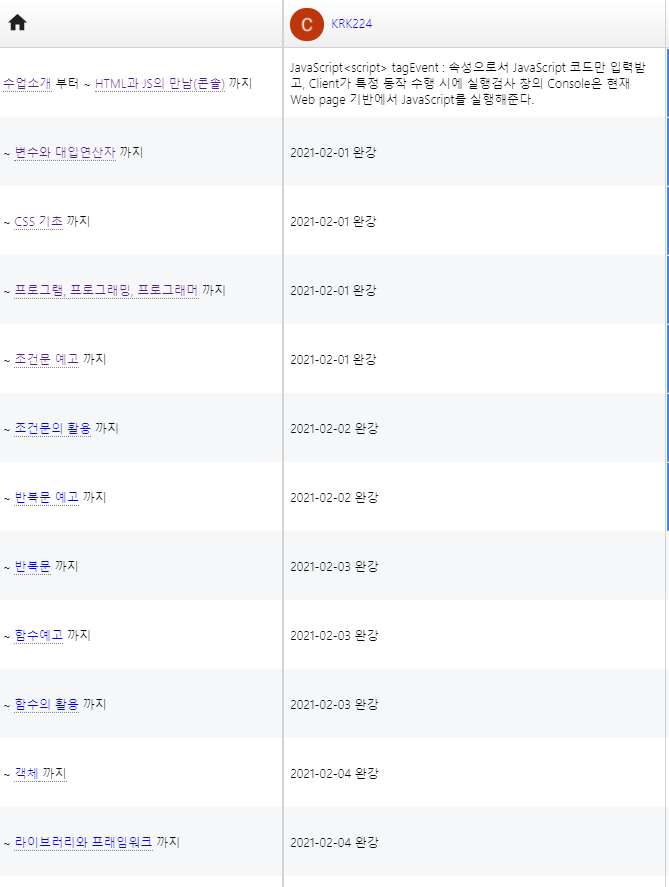 C KRK224
수업소개 부터 ~ HTML과 JS의 만남(콘솔) 까지
JavaScript<script> tagEvent : 속성으로서 JavaScript 코드만 입력받
고, Client가 특정 동작 수행 시에 실행검사 창의 Console은 현재
Web page 기반에서 JavaScript를 실행해준다.
~ 변수와 대입연산자 까지
2021-02-01 완강
~ CSS 기초 까지
2021-02-01 완강
~ 프로그램, 프로그래밍, 프로그래머 까지
2021-02-01 완강
~ 조건문 예고 까지
2021-02-01 완강
~ 조건문의 활용 까지
2021-02-02 완강
~ 반복문 예고 까지
2021-02-02 완강
~ 반복문 까지
2021-02-03 완강
~ 함수예고 까지
2021-02-03 완강
~ 함수의 활용 까지
2021-02-03 완강
~ 객체 까지
2021-02-04 완강
~ 라이브러리와 프래임워크 까지
2021-02-04 완강